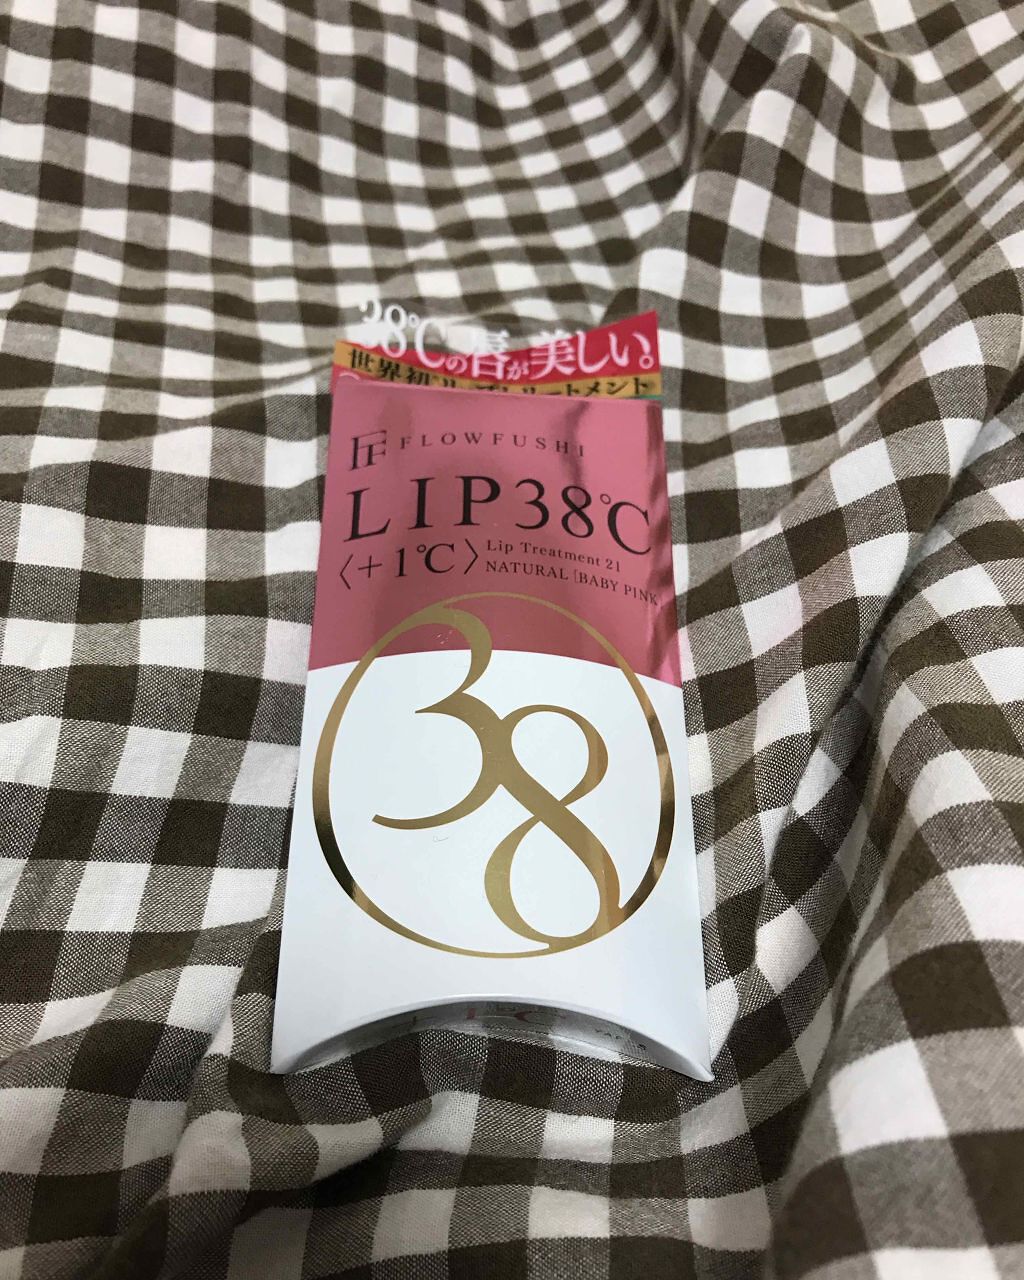 38℃の唇が美しい。
世界初
FLOWFUSHI
LIP38℃
〈+1℃〉
Lip Treatment 21
NATURAL [BABY PINK
38